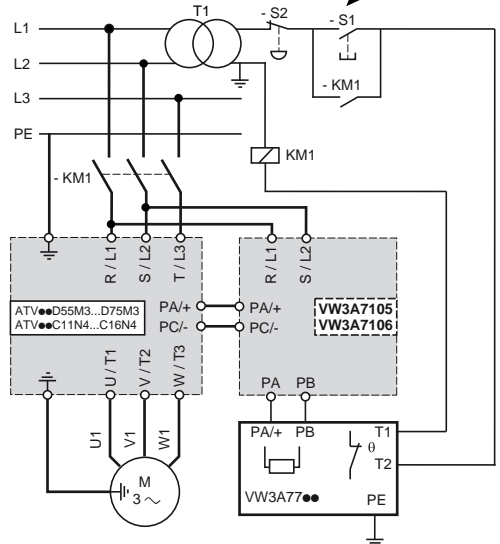 T1
- S2
- S1
L1
L2
L3
PE
- KM1
KM1
- KM1
R / L1
S / L2
T / L3
R / L1
S / L2
ATV●●D55M3...D75M3
ATV●●C11N4...C16N4
PA/+
PC/-
PA/+
PC/-
VW3A7105
VW3A7106
U / T1
V / T2
W / T3
PA
PB
U1
V1
W1
M
3 ~
PA/+
PB
θ
T1
T2
VW3A77●●
PE